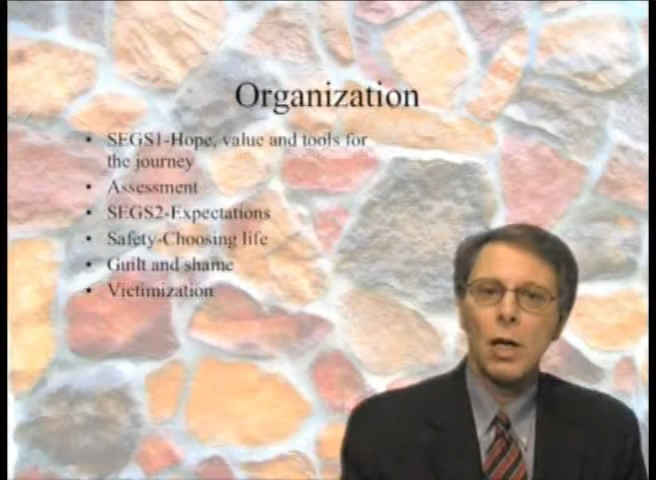 Organization
• SEGS1-Hope, value and tools for
the journey
• Assessment
• SEGS2-Expectations
• Safety-Choosing life
• Guilt and shame
• Victimization